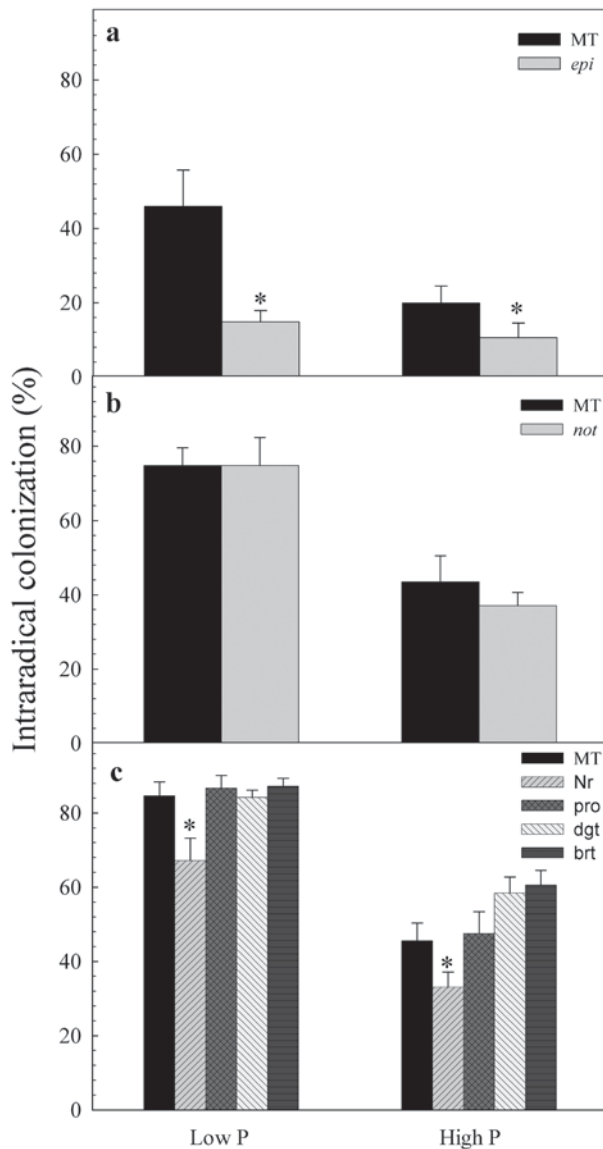 Intraradical colonization (%)
a
MT
epi
80
60
40
20
0
*
*
b
MT
not
80
60
40
20
0
c
MT
Nr
pro
dgt
brt
80
60
40
20
0
*
*
Low P
High P